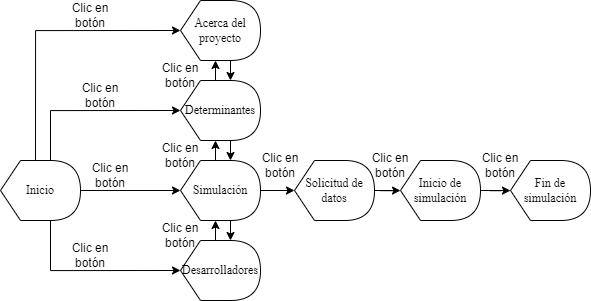 Clic en
botón
Acerca del
proyecto
Clic en
botón
Clic en
botón
Determinantes
Clic en
botón
Clic en
botón
Clic en
botón
Clic en
botón
Clic en
botón
Inicio
Simulación
Solicitud de
datos
Inicio de
simulación
Fin de
simulación
Clic en
botón
Clic en
botón
Desarrolladores